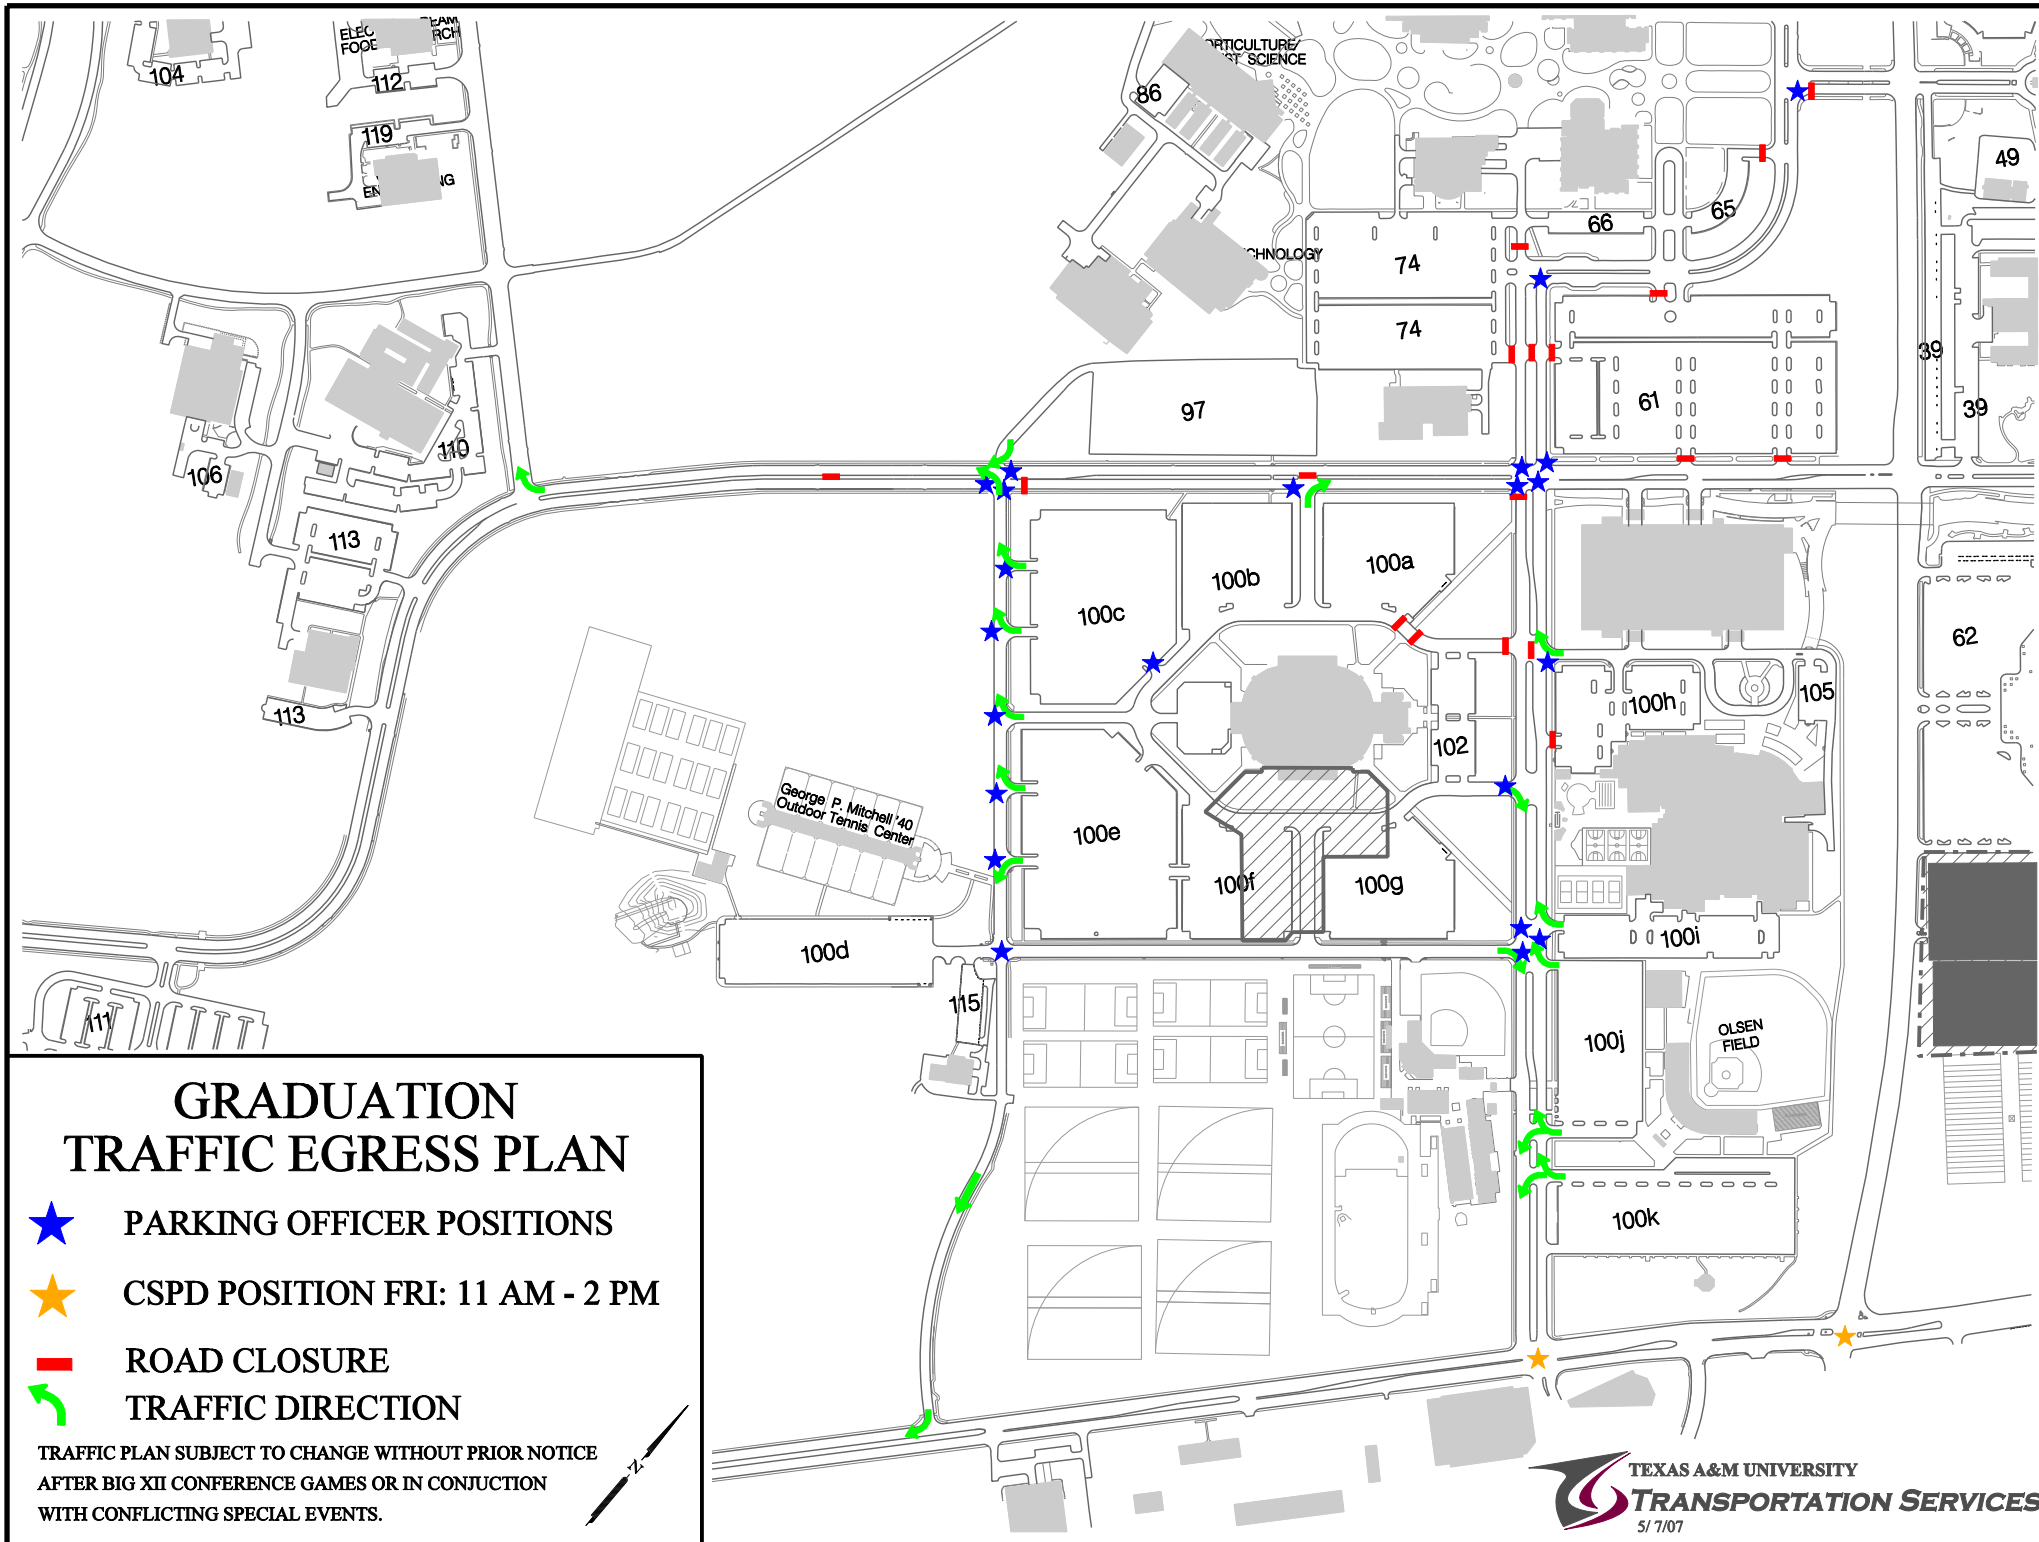 104
112
119
86
ORTICULTURE/
ST SCIENCE
CHNOLOGY
49
65
66
74
74
39
39
61
97
110
106
113
113
100a
100b
100c
62
100h
105
102
George P. Mitchell '40
Outdoor Tennis Center
100e
100f
100g
100d
100i
115
111
100j
OLSEN
FIELD
100k
GRADUATION
TRAFFIC EGRESS PLAN
PARKING OFFICER POSITIONS
CSPD POSITION FRI: 11 AM - 2 PM
ROAD CLOSURE
TRAFFIC DIRECTION
TRAFFIC PLAN SUBJECT TO CHANGE WITHOUT PRIOR NOTICE
AFTER BIG XII CONFERENCE GAMES OR IN CONJUCTION
WITH CONFLICTING SPECIAL EVENTS.
N
TEXAS A&M UNIVERSITY
TRANSPORTATION SERVICES
5/ 7/07